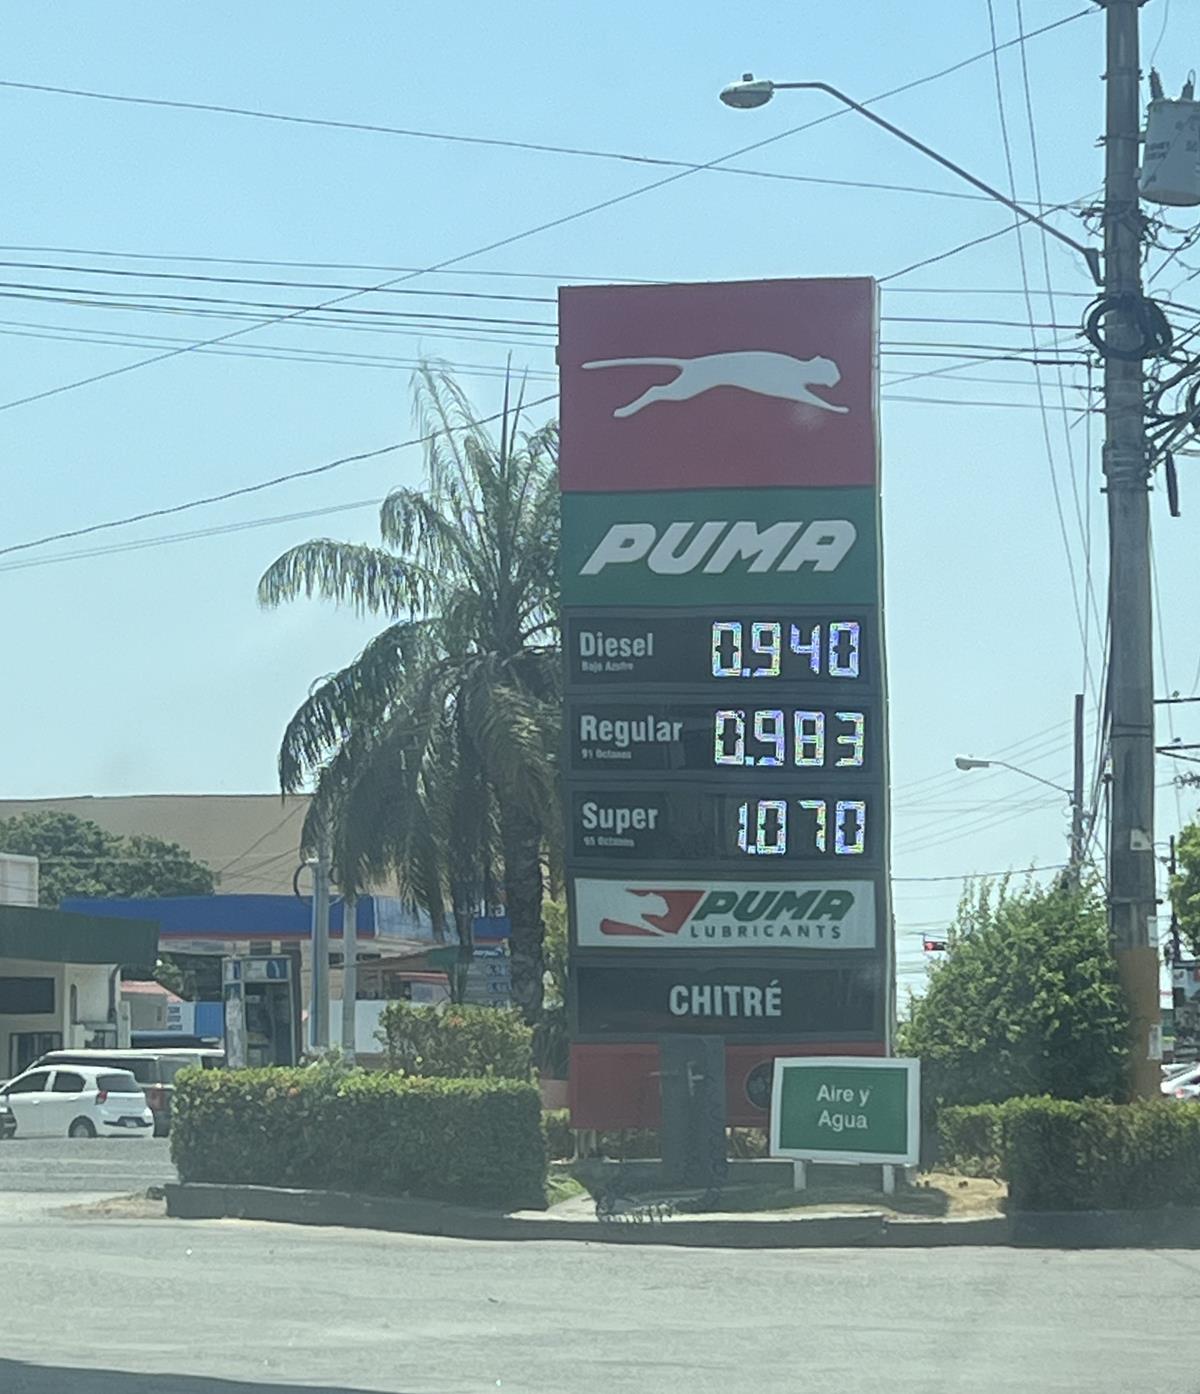 PUMA
Diesel 0.940
Bajo Azufre
Regular 0.983
91 Octanos
Super 1.070
95 Octanos
PUMA
LUBRICANTS
CHITRÉ
Aire y
Agua